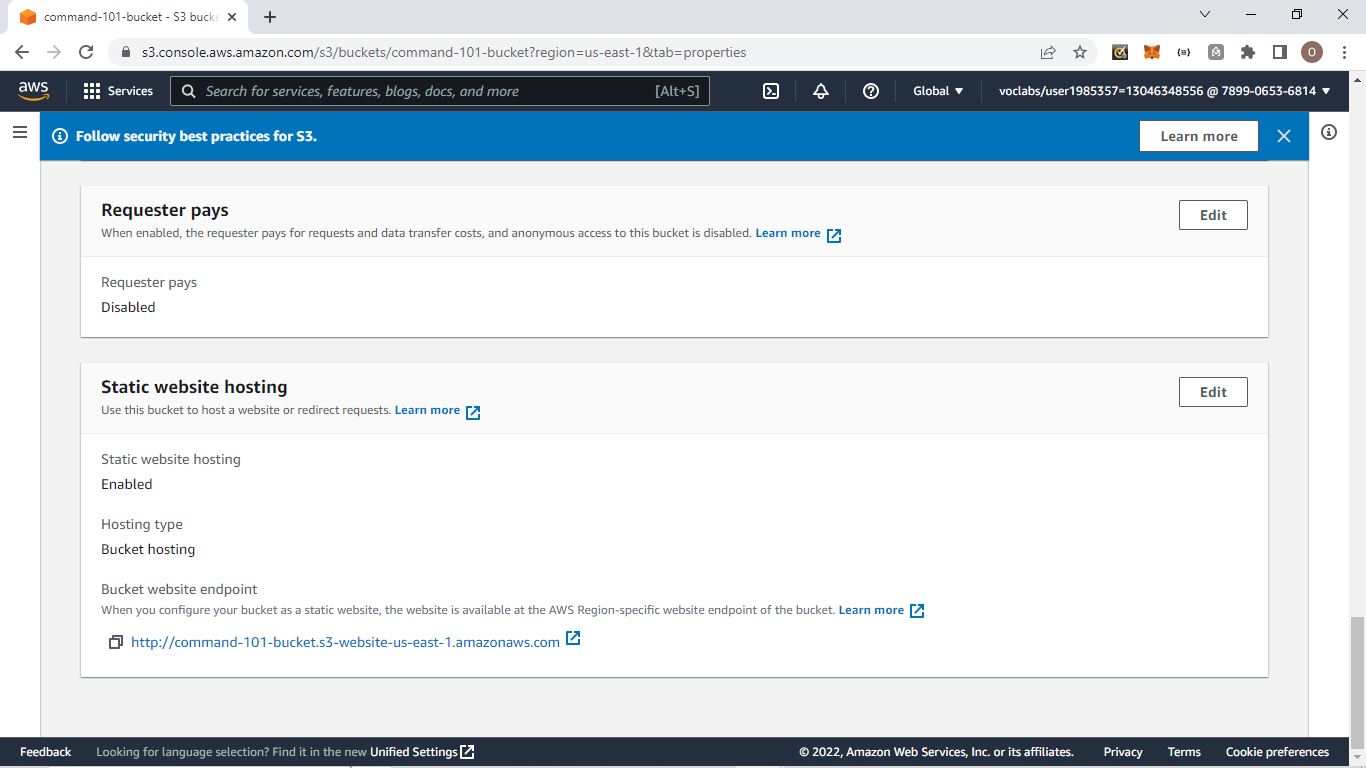 command-101-bucket - S3 bucke
s3.console.aws.amazon.com/s3/buckets/command-101-bucket?region=us-east-1&tab=properties
O
aws
Services
Search for services, features, blogs, docs, and more [Alt+S]
Global
voclabs/user1985357=13046348556 @ 7899-0653-6814
Follow security best practices for S3.
Learn more
Requester pays
Edit
When enabled, the requester pays for requests and data transfer costs, and anonymous access to this bucket is disabled. Learn more
Requester pays
Disabled
Static website hosting
Edit
Use this bucket to host a website or redirect requests. Learn more
Static website hosting
Enabled
Hosting type
Bucket hosting
Bucket website endpoint
When you configure your bucket as a static website, the website is available at the AWS Region-specific website endpoint of the bucket. Learn more
http://command-101-bucket.s3-website-us-east-1.amazonaws.com
Feedback
Looking for language selection? Find it in the new Unified Settings
© 2022, Amazon Web Services, Inc. or its affiliates.
Privacy
Terms
Cookie preferences